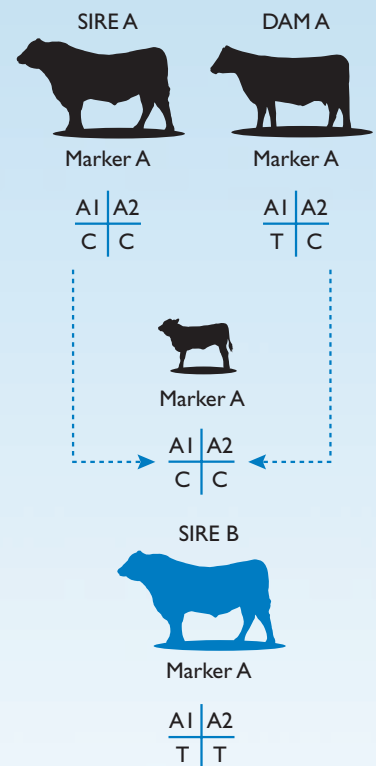 SIRE A DAM A
Marker A Marker A
A1 A2 A1 A2
C C T C
Marker A
A1 A2
C C
SIRE B
Marker A
A1 A2
T T